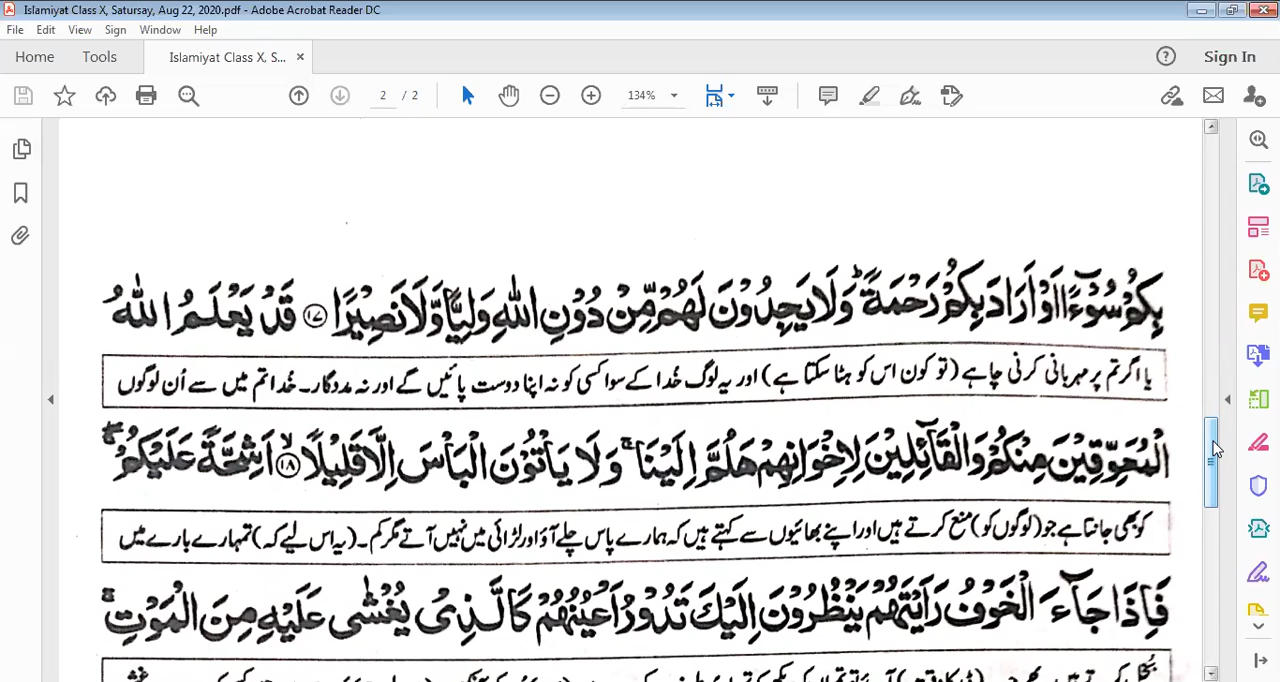 Islamiyat Class X, Satursay, Aug 22, 2020.pdf - Adobe Acrobat Reader DC
File Edit View Sign Window Help
Home Tools Islamiyat Class X, S... × Sign In
2 / 2 134%
بِكُمْ سُوْٓءًا اَوْ اَرَادَ بِكُمْ رَحْمَةً ؕ وَلَا يَجِدُوْنَ لَهُمْ مِّنْ دُوْنِ اللّٰهِ وَلِيًّا وَّلَا نَصِيْرًا ۝۱۷ قَدْ يَعْلَمُ اللّٰهُ
یا اگر تم پر مہربانی کرنی چاہے (تو کون اس کو ہٹا سکتا ہے) اور یہ لوگ خُدا کے سوا کسی کو نہ اپنا دوست پائیں گے اور نہ مددگار۔ خُدا تم میں سے اُن لوگوں
الْمُعَوِّقِيْنَ مِنْكُمْ وَالْقَآئِلِيْنَ لِاِخْوَانِهِمْ هَلُمَّ اِلَيْنَا ۚ وَلَا يَاْتُوْنَ الْبَاْسَ اِلَّا قَلِيْلًا ۝۱۸ۙ اَشِحَّةً عَلَيْكُمْ ۖۚ
کو بھی جانتا ہے جو (لوگوں کو) منع کرتے ہیں اور اپنے بھائیوں سے کہتے ہیں کہ ہمارے پاس چلے آؤ اور لڑائی میں نہیں آتے مگر کم۔ (یہ اس لیے کہ) تمہارے بارے میں
فَاِذَا جَآءَ الْخَوْفُ رَاَيْتَهُمْ يَنْظُرُوْنَ اِلَيْكَ تَدُوْرُ اَعْيُنُهُمْ كَالَّذِيْ يُغْشٰى عَلَيْهِ مِنَ الْمَوْتِ ۚ